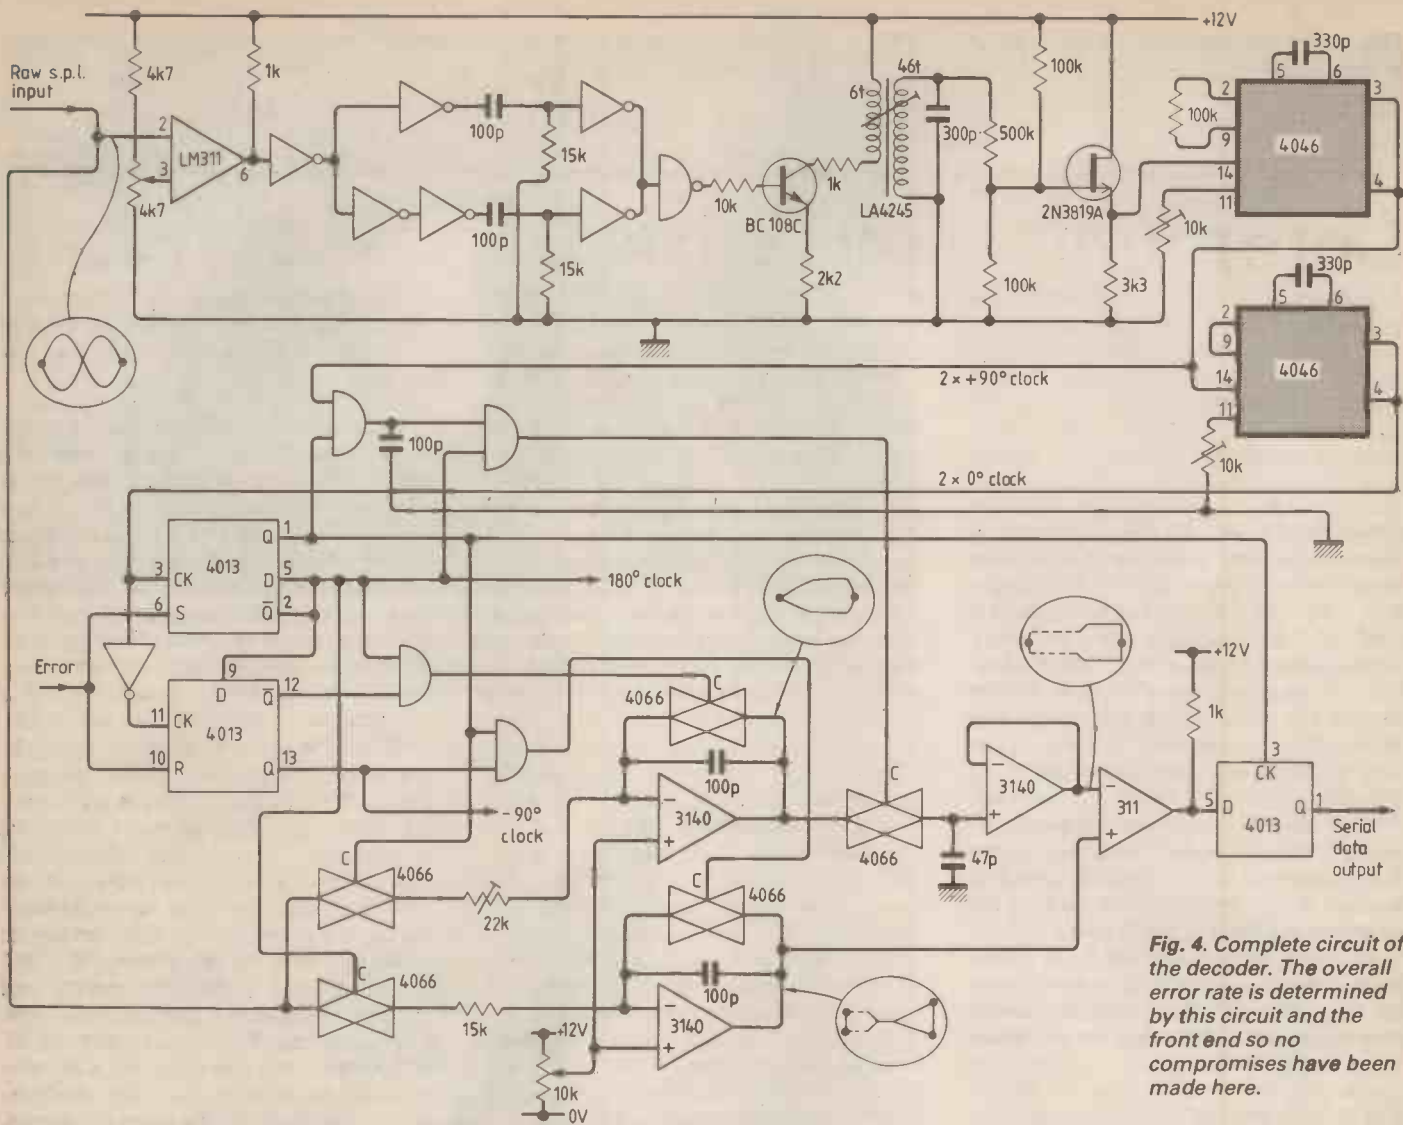 +12V
Raw s.p.l.
input
4k7
1k
2
3
4k7
LM311
6
100p
15k
100p
15k
10k
BC108C
1k
2k2
6t
46t
LA4245
300p
500k
100k
100k
2N3819A
3k3
10k
100k
330p
5
6
2
9
14
11
3
4
4046
330p
5
6
2
9
14
11
3
4
4046
10k
2 x +90° clock
100p
2 x 0° clock
3
CK
6
S
4013
Q
1
D
5
Q̅
2
180° clock
Error
9
D
11
CK
4013
10
R
Q̅
12
Q
13
-90°
clock
C
4066
22k
C
4066
15k
+12V
10k
0V
C
4066
100p
-
3140
+
C
4066
100p
-
3140
+
C
4066
47p
-
3140
+
-
311
+
+12V
1k
3
CK
5
D
4013
Q
1
Serial
data
output
Fig. 4. Complete circuit of
the decoder. The overall
error rate is determined
by this circuit and the
front end so no
compromises have been
made here.